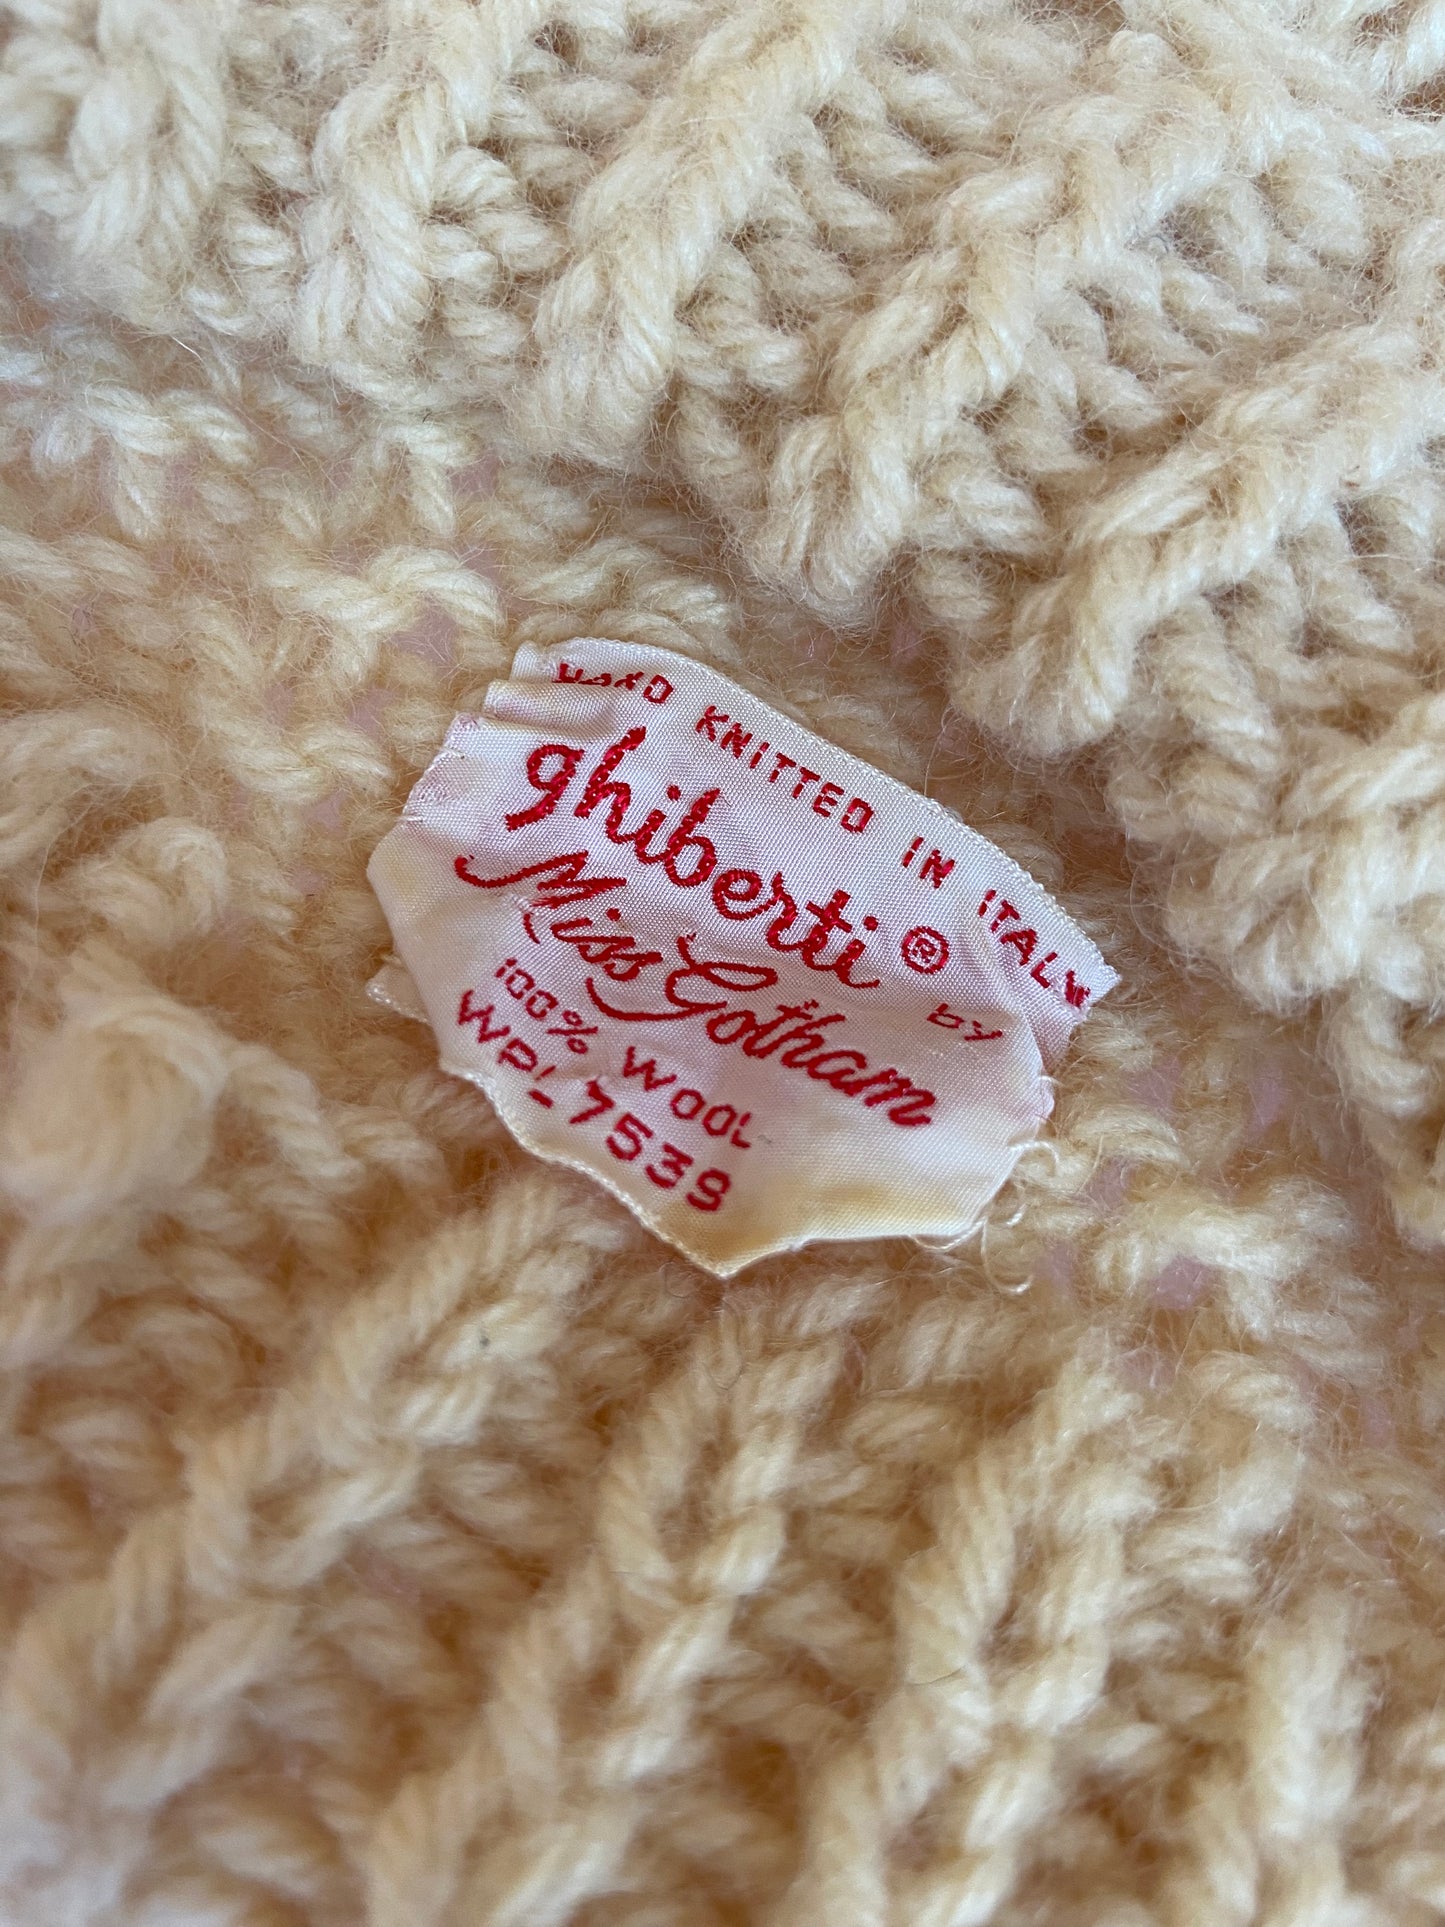 HAND KNITTED IN ITALY
ghiberti ®
by
Miss Gotham
100% WOOL
WPL 7539